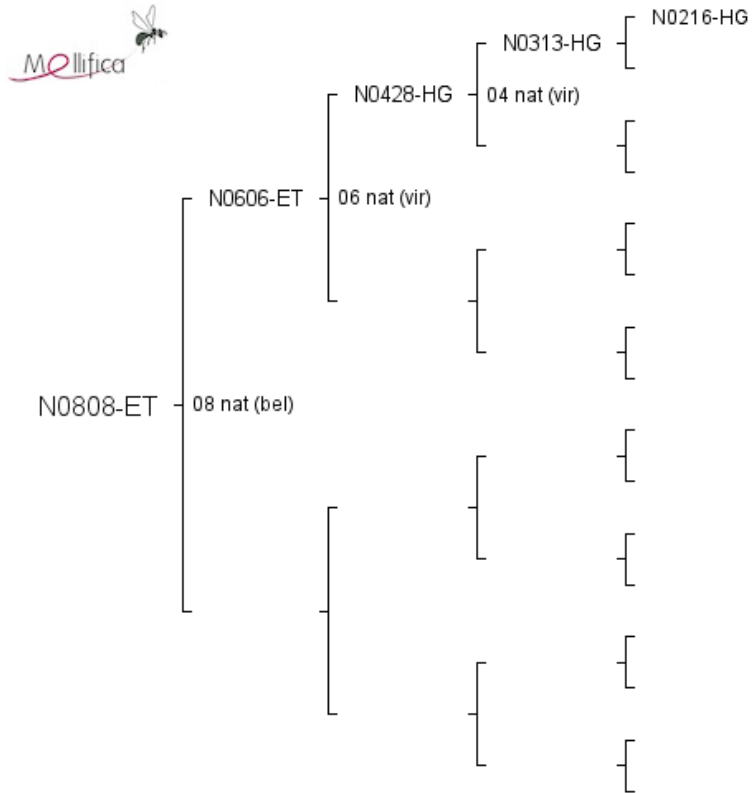 Mellifica
N0216-HG
N0313-HG
N0428-HG
04 nat (vir)
N0606-ET
06 nat (vir)
N0808-ET
08 nat (bel)